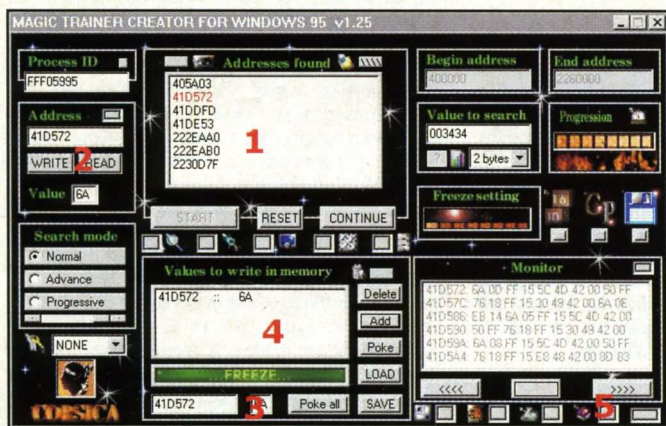 MAGIC TRAINER CREATOR FOR WINDOWS 95 v1.25
Process ID
FFF05995
Address
41D572
WRITE
READ
2
Value
6A
Search mode
Normal
Advance
Progressive
NONE
CORSICA
Addresses found
405A03
41D572
41DDFD
41DE53
222EAA0
222EAB0
2230D7F
1
START
RESET
CONTINUE
Values to write in memory
41D572 :: 6A
4
Delete
Add
Poke
LOAD
FREEZE...
41D572
3
Poke all
SAVE
Begin address
400000
End address
2260000
Value to search
003434
?
2 bytes
Progression
Freeze setting
16
10
Gp
Monitor
41D572: 6A 0D FF 15 5C 4D 42 00 50 FF
41D57C: 76 18 FF 15 30 49 42 00 6A 0E
41D586: EB 14 6A 05 FF 15 5C 4D 42 00
41D590: 50 FF 76 18 FF 15 30 49 42 00
41D59A: 6A 08 FF 15 5C 4D 42 00 50 FF
41D5A4: 76 18 FF 15 E8 48 42 00 8D 83
<<<<
>>>>
5